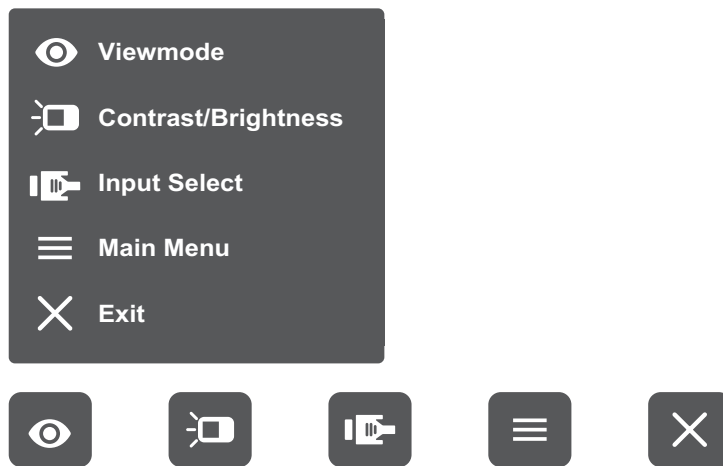 Viewmode
Contrast/Brightness
Input Select
Main Menu
Exit